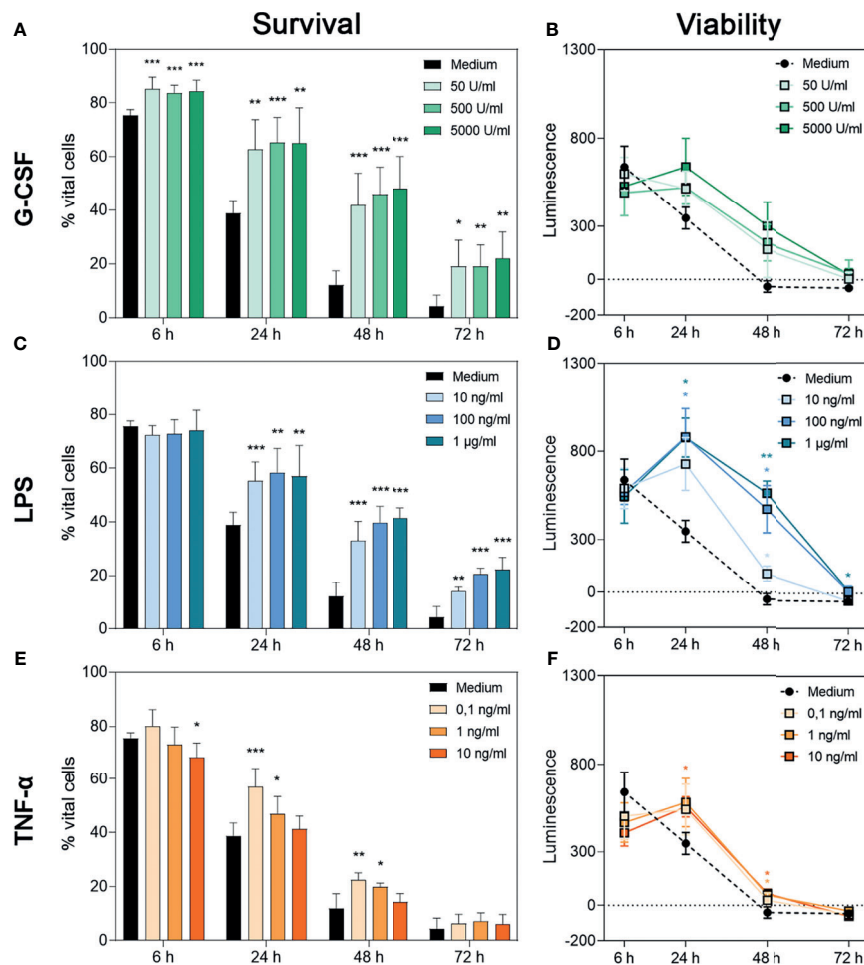 Survival
Viability
A
G-CSF
% vital cells
100
80
60
40
20
0
*** *** ***
** *** **
*** *** ***
* ** **
Medium
50 U/ml
500 U/ml
5000 U/ml
6 h 24 h 48 h 72 h
B
Luminescence
1300
800
300
0
-200
Medium
50 U/ml
500 U/ml
5000 U/ml
6 h 24 h 48 h 72 h
C
LPS
% vital cells
100
80
60
40
20
0
*** ** **
*** *** ***
** *** ***
Medium
10 ng/ml
100 ng/ml
1 µg/ml
6 h 24 h 48 h 72 h
D
Luminescence
1300
800
300
0
-200
*
*
**
*
*
*
Medium
10 ng/ml
100 ng/ml
1 µg/ml
6 h 24 h 48 h 72 h
E
TNF-α
% vital cells
100
80
60
40
20
0
*
*** *
** *
Medium
0,1 ng/ml
1 ng/ml
10 ng/ml
6 h 24 h 48 h 72 h
F
Luminescence
1300
800
300
0
-200
*
*
*
Medium
0,1 ng/ml
1 ng/ml
10 ng/ml
6 h 24 h 48 h 72 h